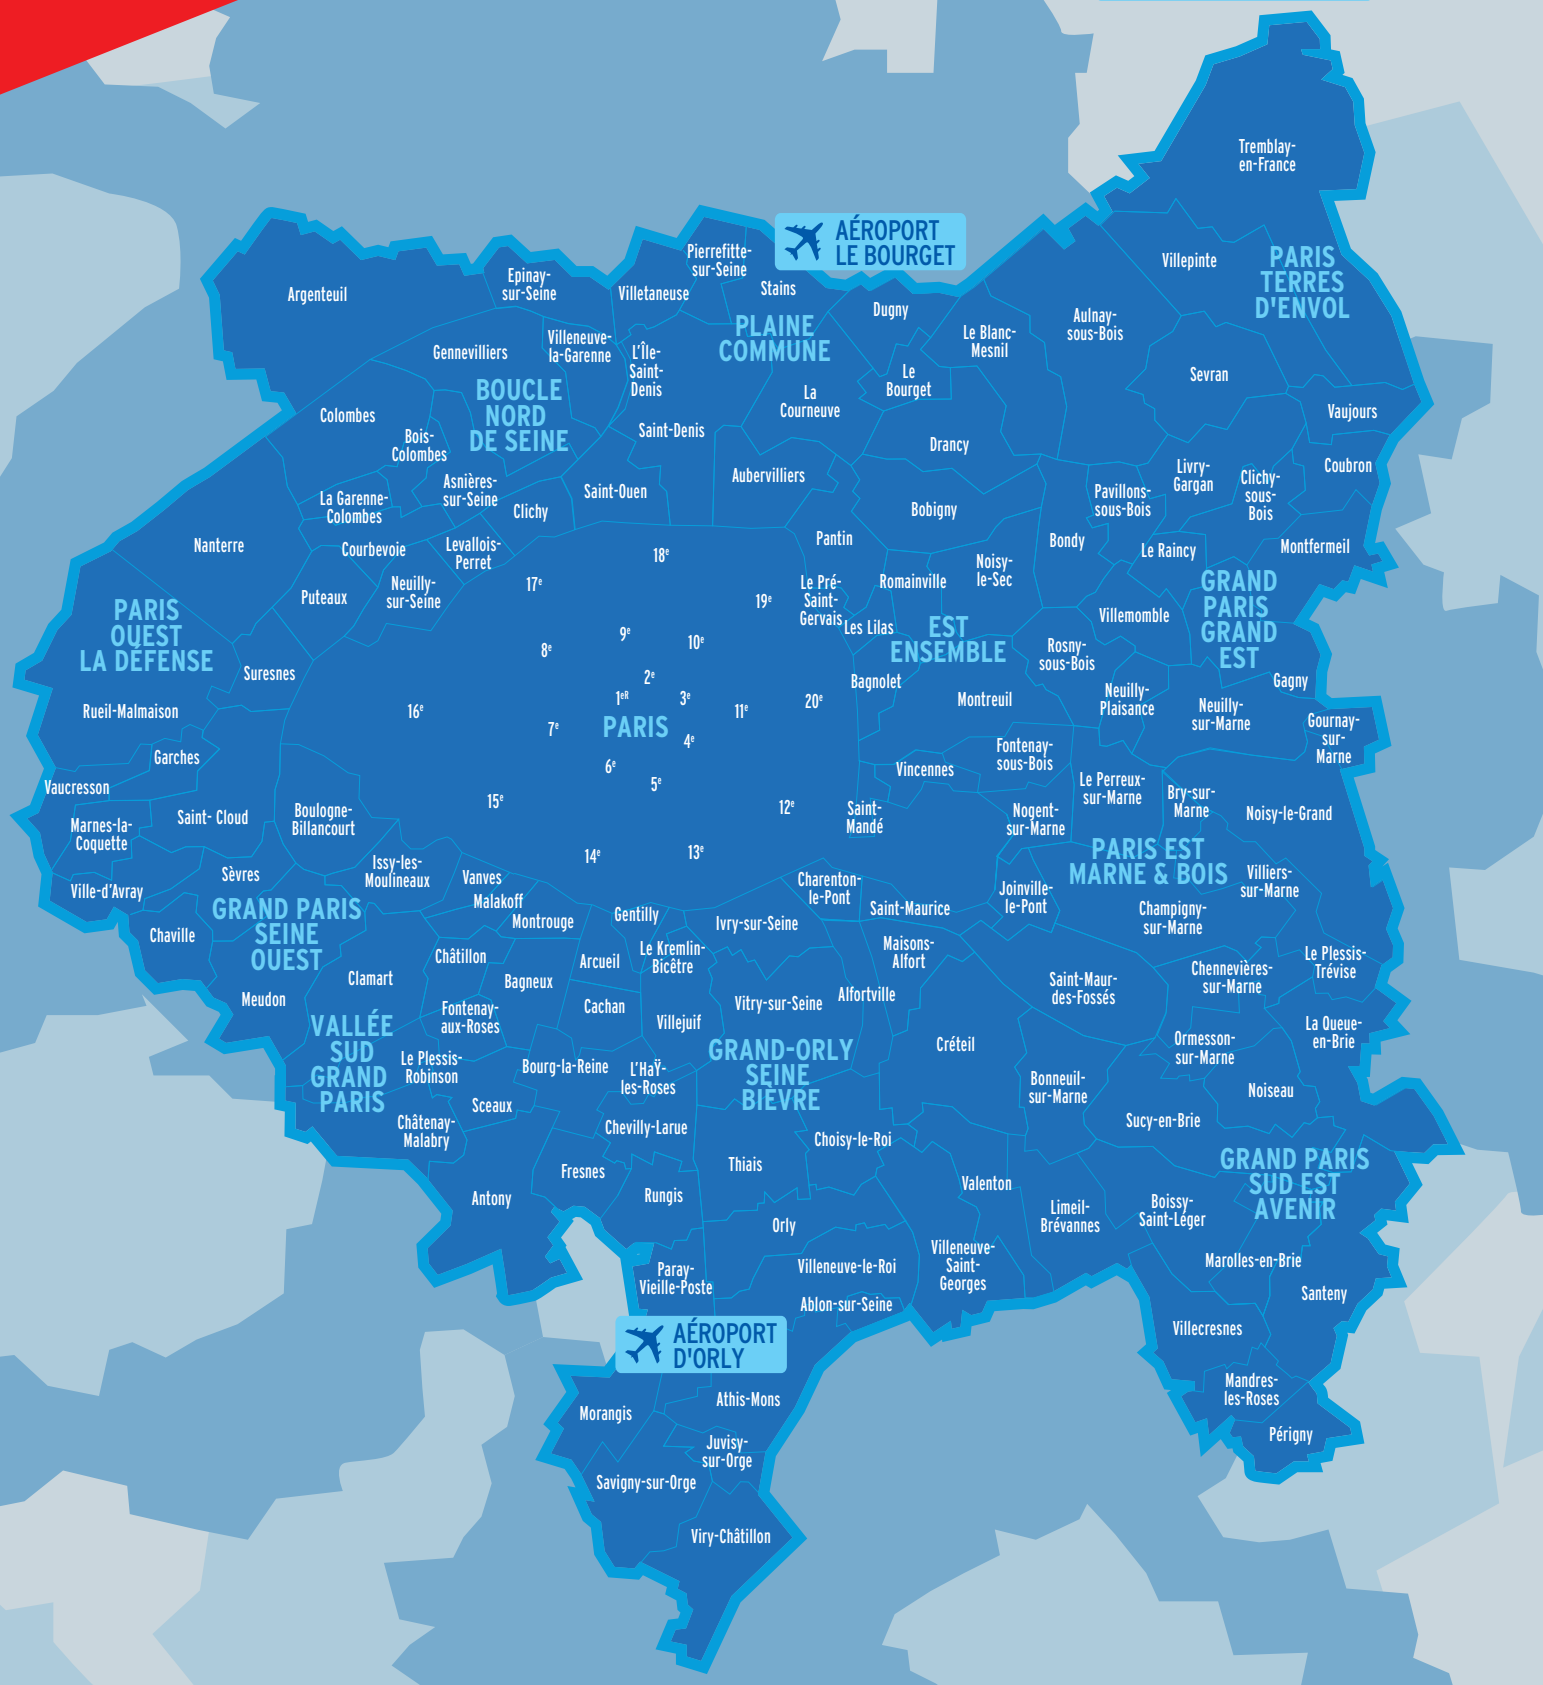 Tremblay-
en-France
AÉROPORT
LE BOURGET
Pierrefitte-
sur-Seine
Villepinte
PARIS
TERRES
D'ENVOL
Argenteuil
Epinay-
sur-Seine
Villetaneuse
Stains
Dugny
PLAINE
COMMUNE
Aulnay-
sous-Bois
Le Blanc-
Mesnil
Gennevilliers
Villeneuve-
la-Garenne
L'Île-
Saint-
Denis
Le
Bourget
Sevran
BOUCLE
NORD
DE SEINE
La
Courneuve
Vaujours
Colombes
Bois-
Colombes
Saint-Denis
Drancy
Coubron
Livry-
Gargan
Clichy-
sous-
Bois
Aubervilliers
Asnières-
sur-Seine
Saint-Ouen
Pavillons-
sous-Bois
La Garenne-
Colombes
Clichy
Bobigny
Nanterre
Courbevoie
Levallois-
Perret
Pantin
Bondy
Le Raincy
Montfermeil
18e
17e
Puteaux
Neuilly-
sur-Seine
19e
Le Pré-
Saint-
Gervais
Romainville
Noisy-
le-Sec
GRAND
PARIS
GRAND
EST
PARIS
OUEST
LA DÉFENSE
Les Lilas
EST
ENSEMBLE
Villemomble
8e
9e
10e
Rosny-
sous-Bois
Suresnes
2e
Bagnolet
Gagny
1eR
3e
11e
20e
Montreuil
Neuilly-
Plaisance
Neuilly-
sur-Marne
Rueil-Malmaison
16e
7e
PARIS
4e
Gournay-
sur-
Marne
Garches
6e
5e
Vincennes
Fontenay-
sous-Bois
Vaucresson
15e
12e
Saint-
Mandé
Le Perreux-
sur-Marne
Bry-sur-
Marne
Noisy-le-Grand
Marnes-la-
Coquette
Saint- Cloud
Boulogne-
Billancourt
Nogent-
sur-Marne
14e
13e
PARIS EST
MARNE & BOIS
Ville-d'Avray
Sèvres
Issy-les-
Moulineaux
Vanves
Malakoff
Montrouge
Gentilly
Charenton-
le-Pont
Saint-Maurice
Joinville-
le-Pont
Villiers-
sur-Marne
GRAND PARIS
SEINE
OUEST
Ivry-sur-Seine
Champigny-
sur-Marne
Chaville
Châtillon
Arcueil
Le Kremlin-
Bicêtre
Maisons-
Alfort
Le Plessis-
Trévise
Clamart
Bagneux
Chennevières-
sur-Marne
Meudon
Cachan
Vitry-sur-Seine
Alfortville
Saint-Maur-
des-Fossés
Fontenay-
aux-Roses
Villejuif
La Queue-
en-Brie
VALLÉE
SUD
GRAND
PARIS
GRAND-ORLY
SEINE
BIÈVRE
Créteil
Ormesson-
sur-Marne
Le Plessis-
Robinson
Bourg-la-Reine
L'HaŸ-
les-Roses
Bonneuil-
sur-Marne
Noiseau
Sceaux
Châtenay-
Malabry
Chevilly-Larue
Choisy-le-Roi
Sucy-en-Brie
Fresnes
Thiais
GRAND PARIS
SUD EST
AVENIR
Antony
Rungis
Valenton
Limeil-
Brévannes
Boissy-
Saint-Léger
Orly
Villeneuve-
Saint-
Georges
Paray-
Vieille-Poste
Villeneuve-le-Roi
Marolles-en-Brie
Ablon-sur-Seine
Santeny
AÉROPORT
D'ORLY
Villecresnes
Morangis
Athis-Mons
Mandres-
les-Roses
Juvisy-
sur-Orge
Périgny
Savigny-sur-Orge
Viry-Châtillon